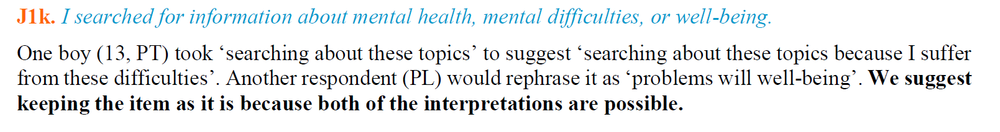 J1k. I searched for information about mental health, mental difficulties, or well-being.
One boy (13, PT) took ‘searching about these topics’ to suggest ‘searching about these topics because I suffer
from these difficulties’. Another respondent (PL) would rephrase it as ‘problems will well-being’. We suggest
keeping the item as it is because both of the interpretations are possible.